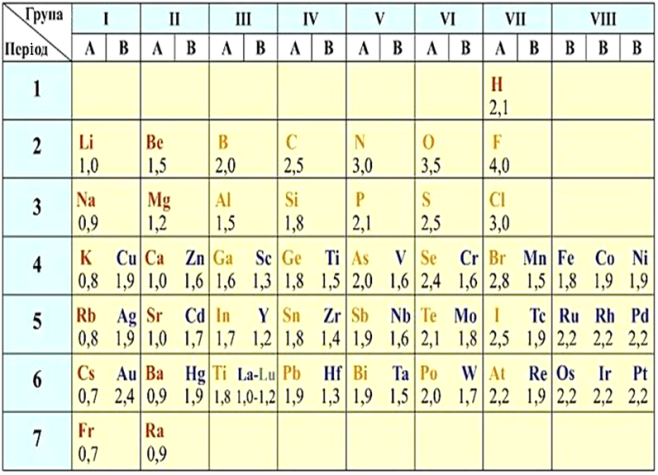 Група I II III IV V VI VII VIII
Період A B A B A B A B A B A B A B B B B
1 H
2,1
2 Li Be B C N O F
1,0 1,5 2,0 2,5 3,0 3,5 4,0
3 Na Mg Al Si P S Cl
0,9 1,2 1,5 1,8 2,1 2,5 3,0
4 K Cu Ca Zn Ga Sc Ge Ti As V Se Cr Br Mn Fe Co Ni
0,8 1,9 1,0 1,6 1,6 1,3 1,8 1,5 2,0 1,6 2,4 1,6 2,8 1,5 1,8 1,9 1,9
5 Rb Ag Sr Cd In Y Sn Zr Sb Nb Te Mo I Tc Ru Rh Pd
0,8 1,9 1,0 1,7 1,7 1,2 1,8 1,4 1,9 1,6 2,1 1,8 2,5 1,9 2,2 2,2 2,2
6 Cs Au Ba Hg Ti La-Lu Pb Hf Bi Ta Po W At Re Os Ir Pt
0,7 2,4 0,9 1,9 1,8 1,0-1,2 1,9 1,3 1,9 1,5 2,0 1,7 2,2 1,9 2,2 2,2 2,2
7 Fr Ra
0,7 0,9